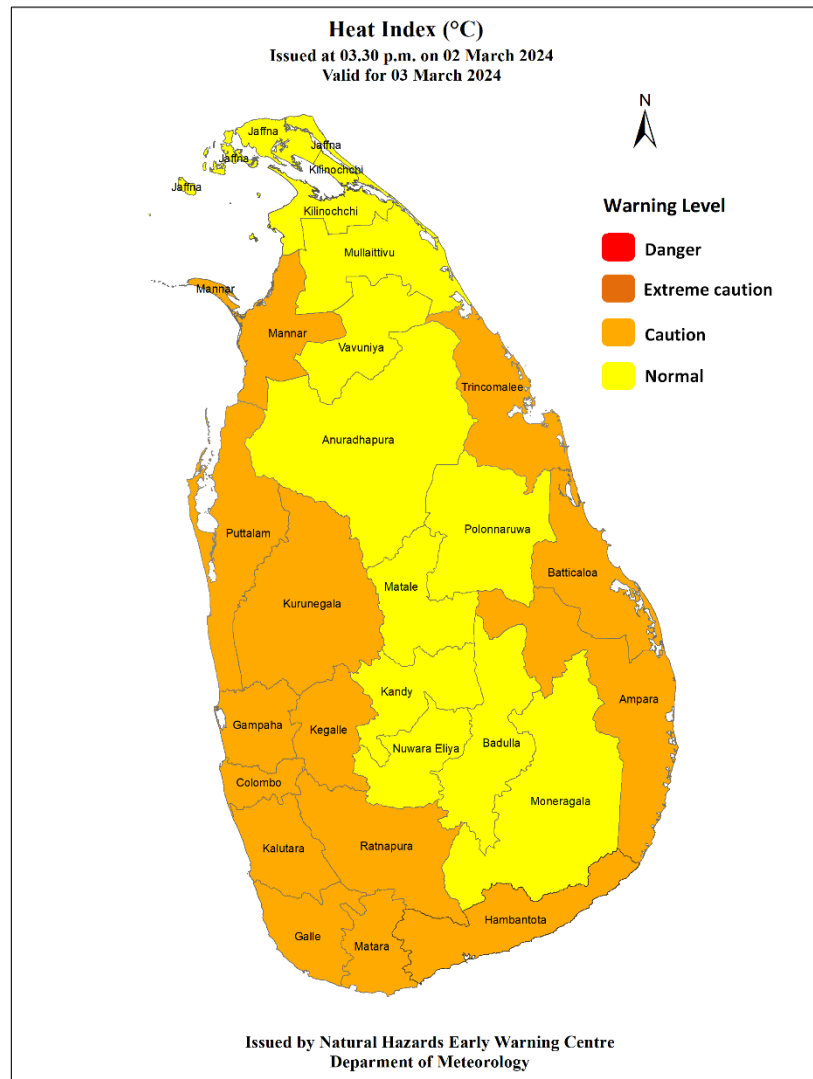 Heat Index (°C)
Issued at 03.30 p.m. on 02 March 2024
Valid for 03 March 2024
N
Jaffna
Jaffna
Jaffna
Kilinochchi
Jaffna
Kilinochchi
Mullaittivu
Mannar
Mannar
Vavuniya
Trincomalee
Anuradhapura
Puttalam
Polonnaruwa
Batticaloa
Matale
Kurunegala
Kandy
Ampara
Gampaha
Kegalle
Nuwara Eliya
Badulla
Colombo
Moneragala
Kalutara
Ratnapura
Hambantota
Galle
Matara
Warning Level
Danger
Extreme caution
Caution
Normal
Issued by Natural Hazards Early Warning Centre
Deparment of Meteorology